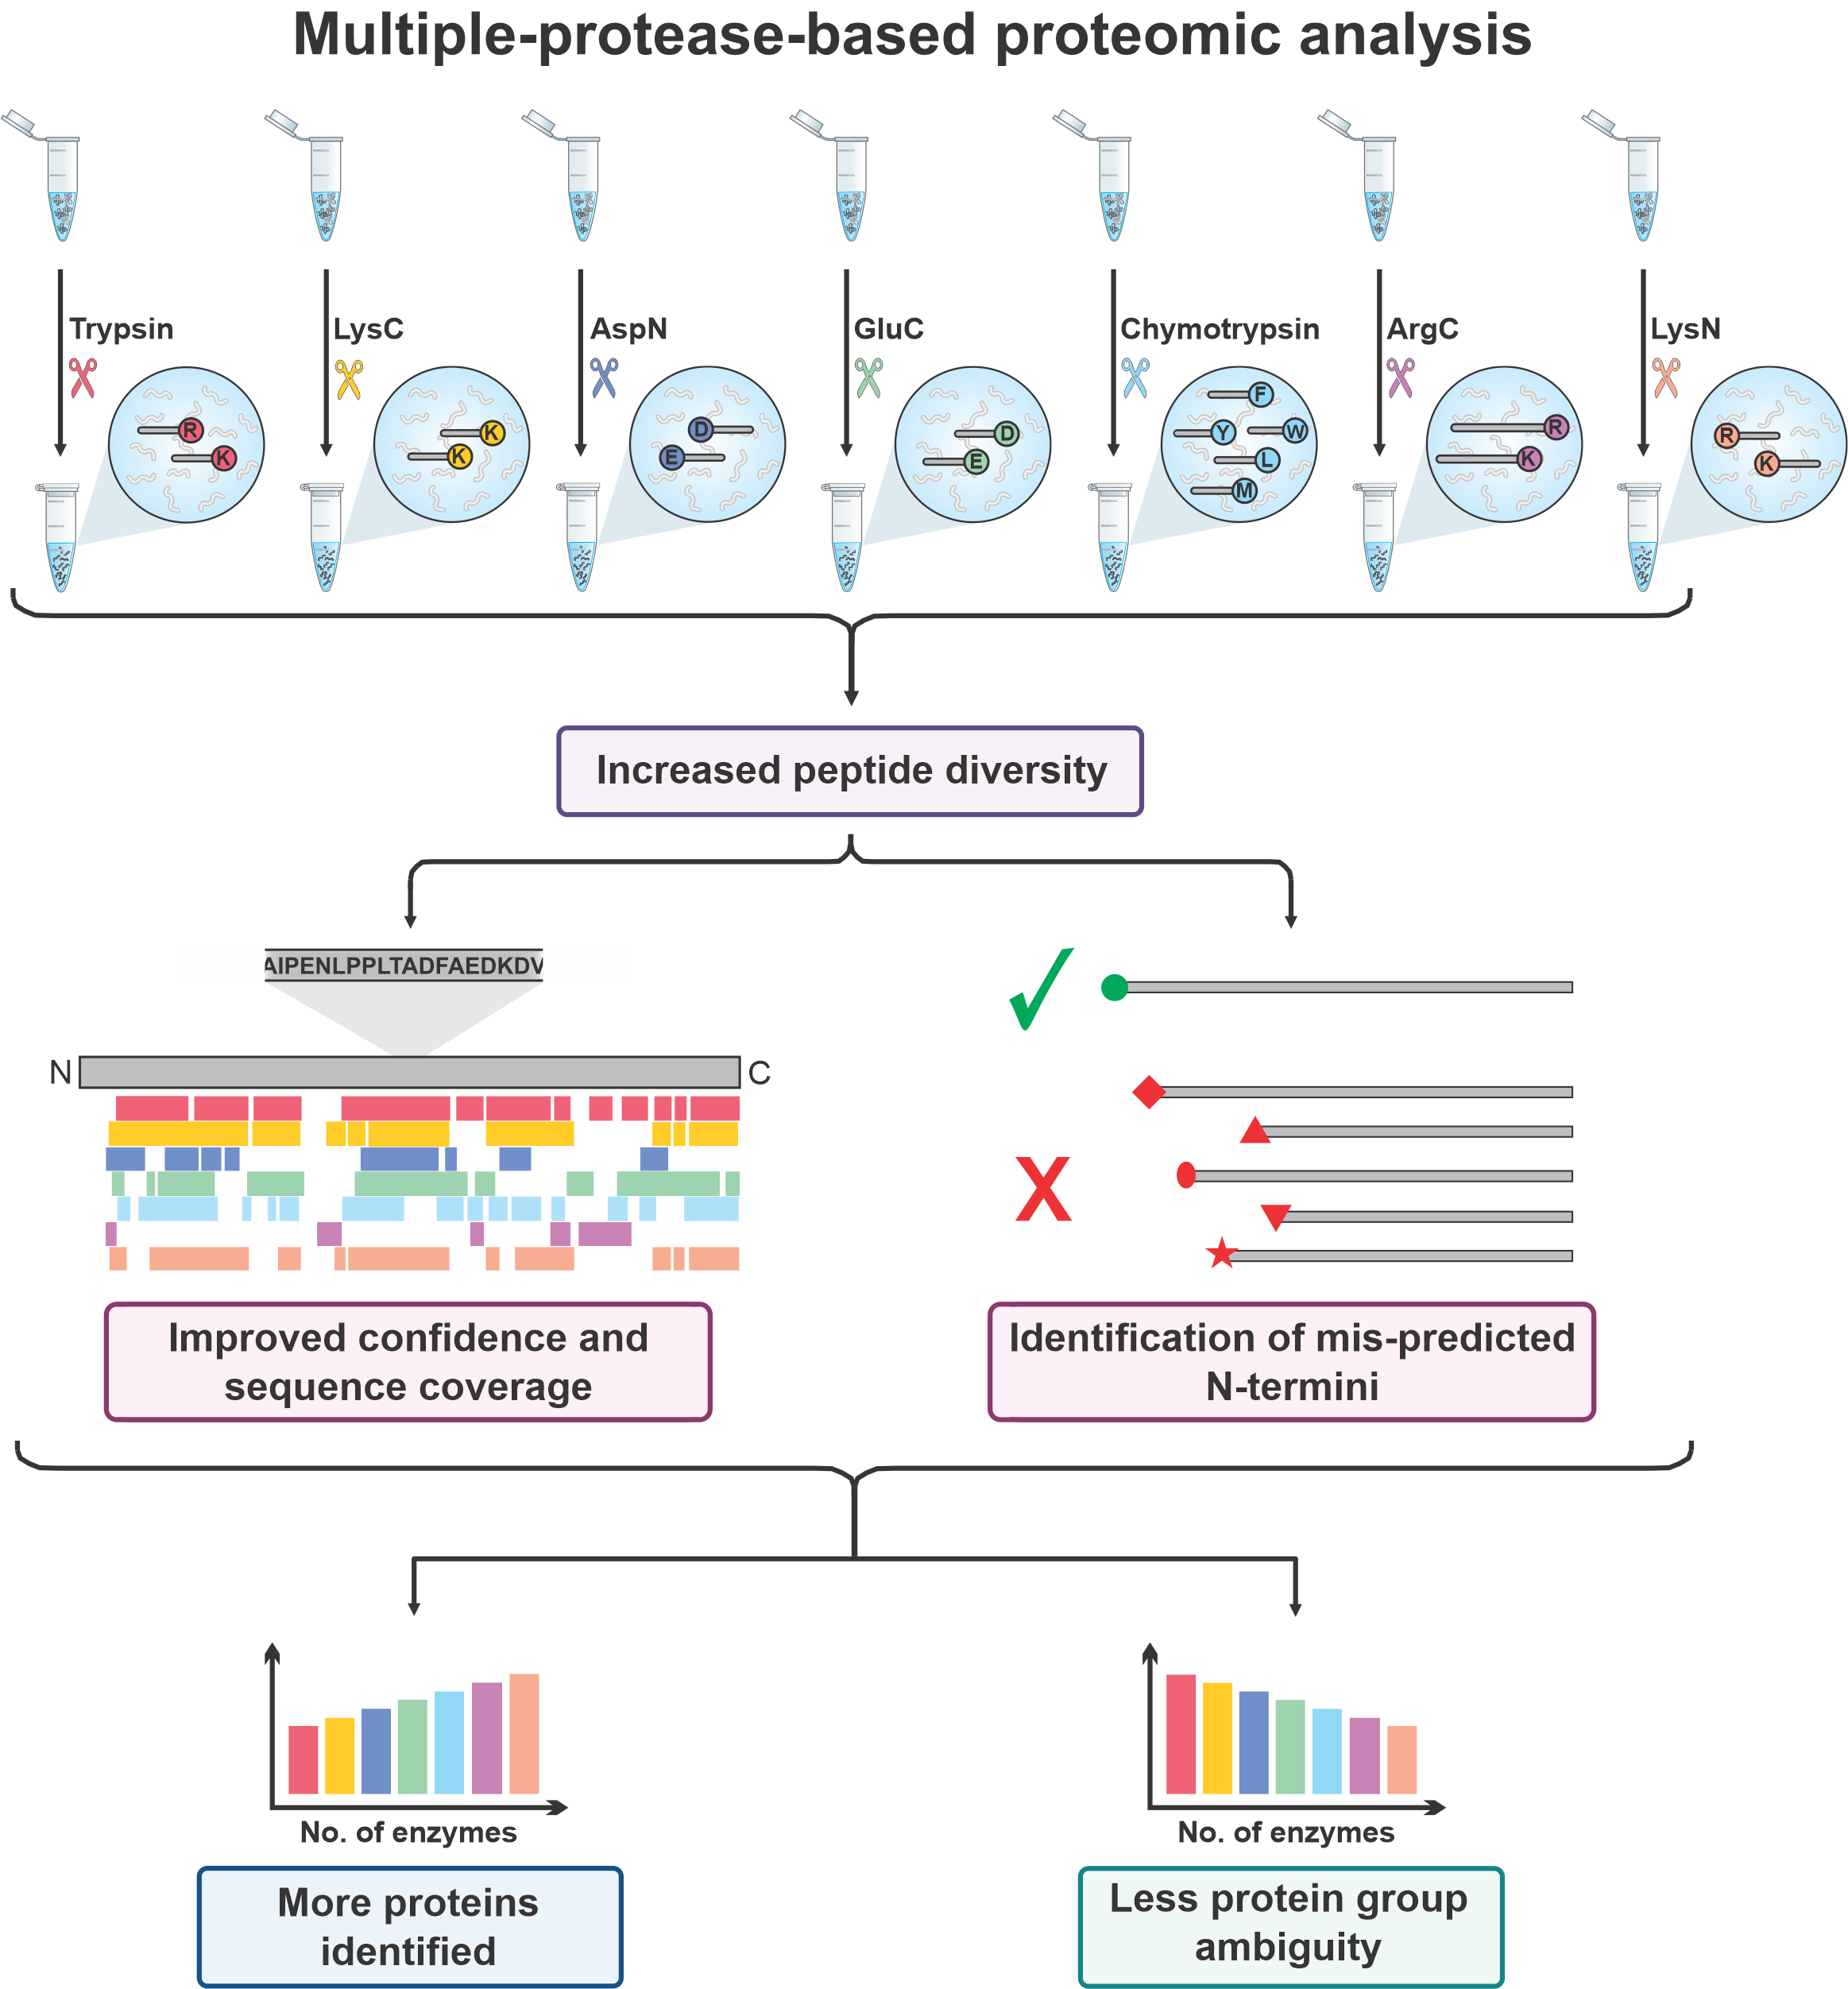 Multiple-protease-based proteomic analysis
Trypsin
LysC
AspN
GluC
Chymotrypsin
ArgC
LysN
R
K
K
K
D
E
D
E
F
Y
W
L
M
R
K
R
K
Increased peptide diversity
AIPENLPPLTADFAEDKDV
N
C
X
Improved confidence and
sequence coverage
Identification of mis-predicted
N-termini
No. of enzymes
No. of enzymes
More proteins
identified
Less protein group
ambiguity